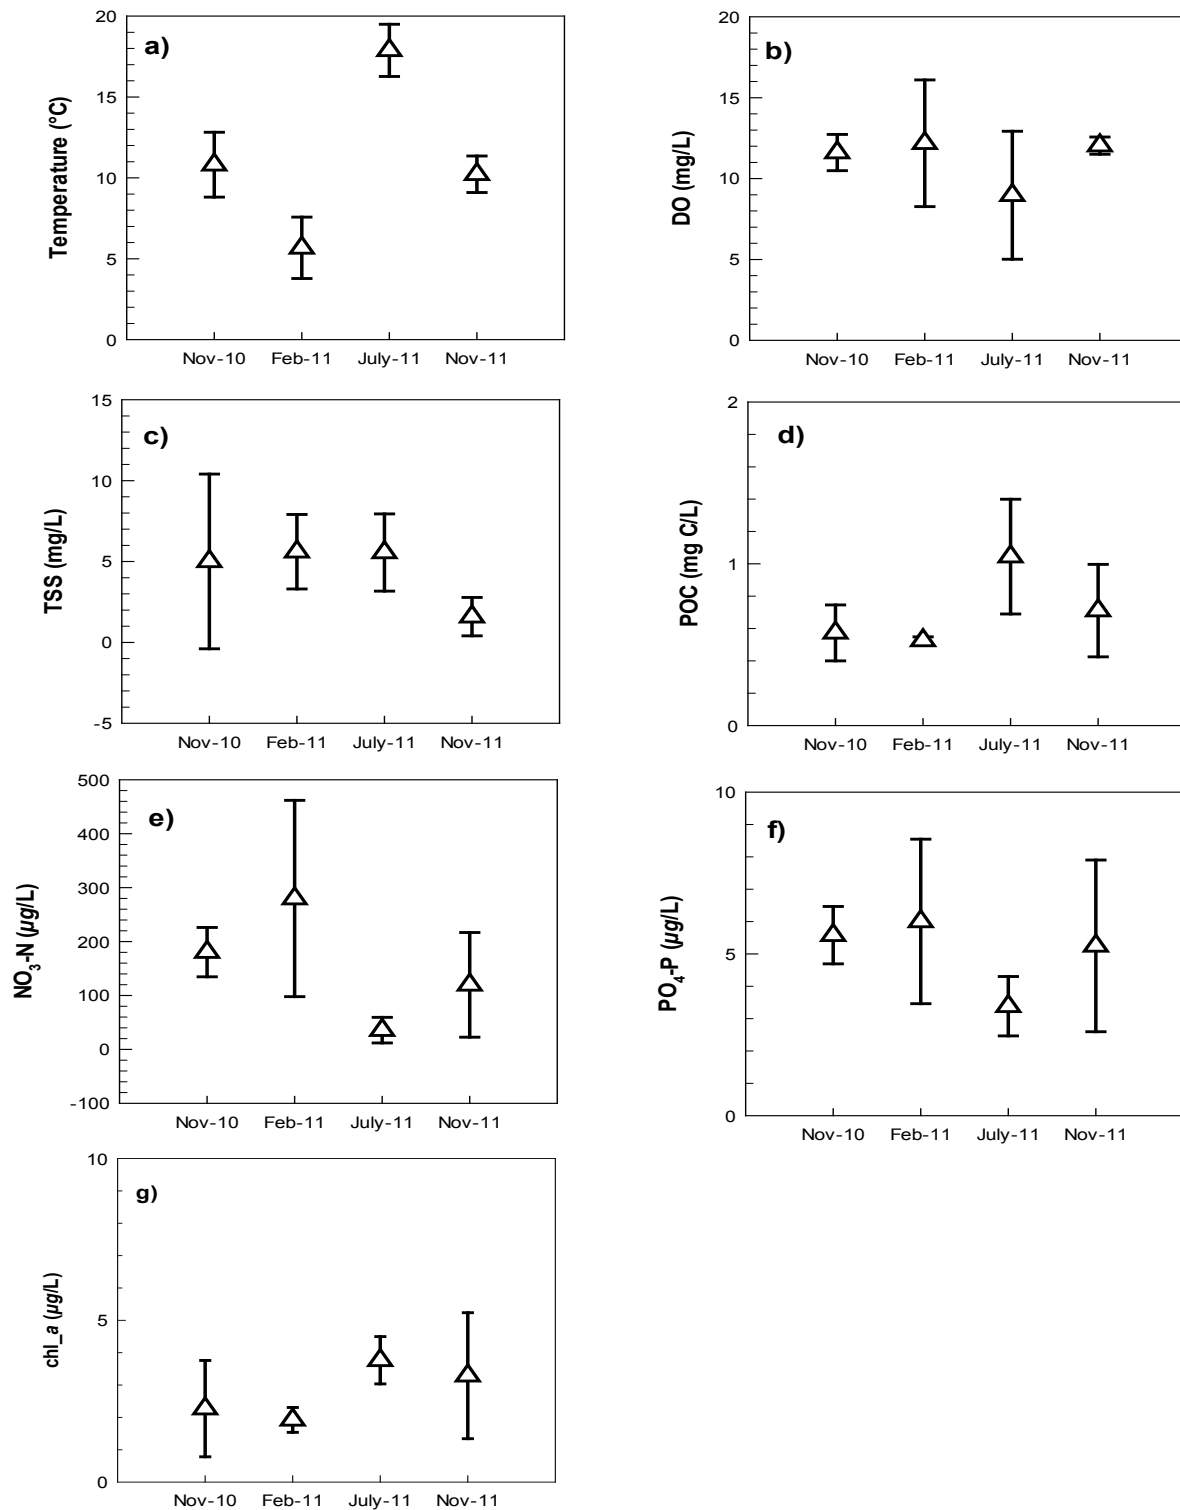 a)
Temperature (°C)
20
15
10
5
0
Nov-10 Feb-11 July-11 Nov-11
b)
DO (mg/L)
20
15
10
5
0
Nov-10 Feb-11 July-11 Nov-11
c)
TSS (mg/L)
15
10
5
0
-5
Nov-10 Feb-11 July-11 Nov-11
d)
POC (mg C/L)
2
1
0
Nov-10 Feb-11 July-11 Nov-11
e)
NO₃-N (µg/L)
500
400
300
200
100
0
-100
Nov-10 Feb-11 July-11 Nov-11
f)
PO₄-P (µg/L)
10
5
0
Nov-10 Feb-11 July-11 Nov-11
g)
chl_a (µg/L)
10
5
0
Nov-10 Feb-11 July-11 Nov-11